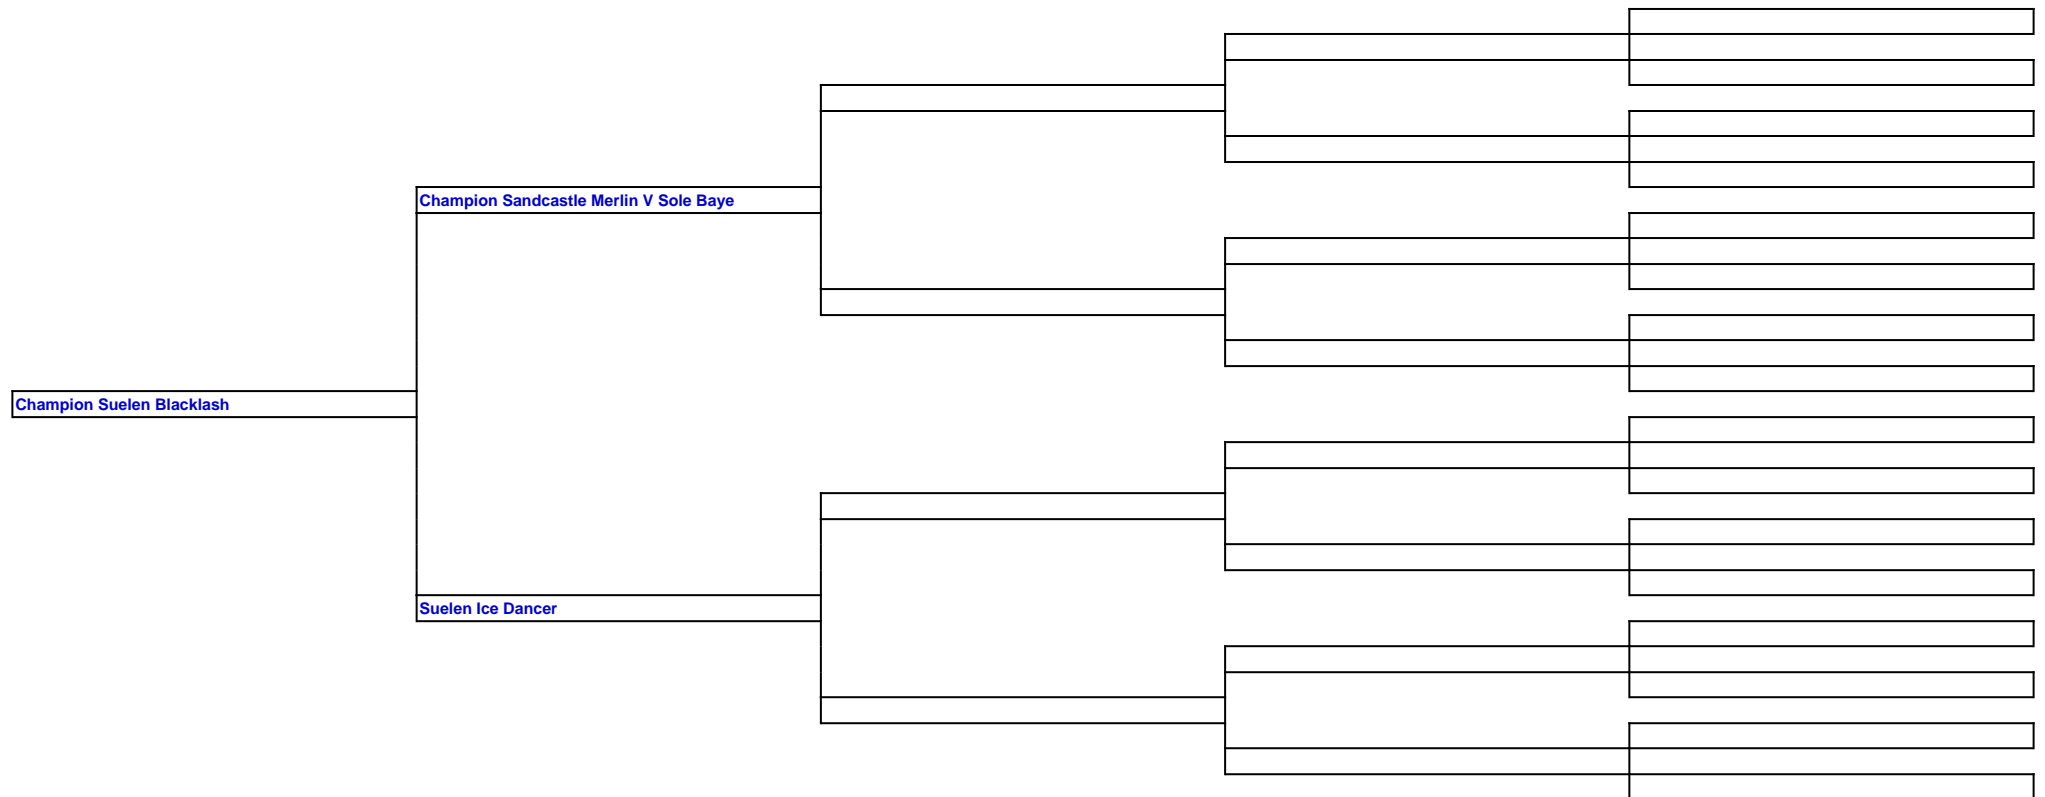 Champion Sandcastle Merlin V Sole Baye
Champion Suelen Blacklash
Suelen Ice Dancer